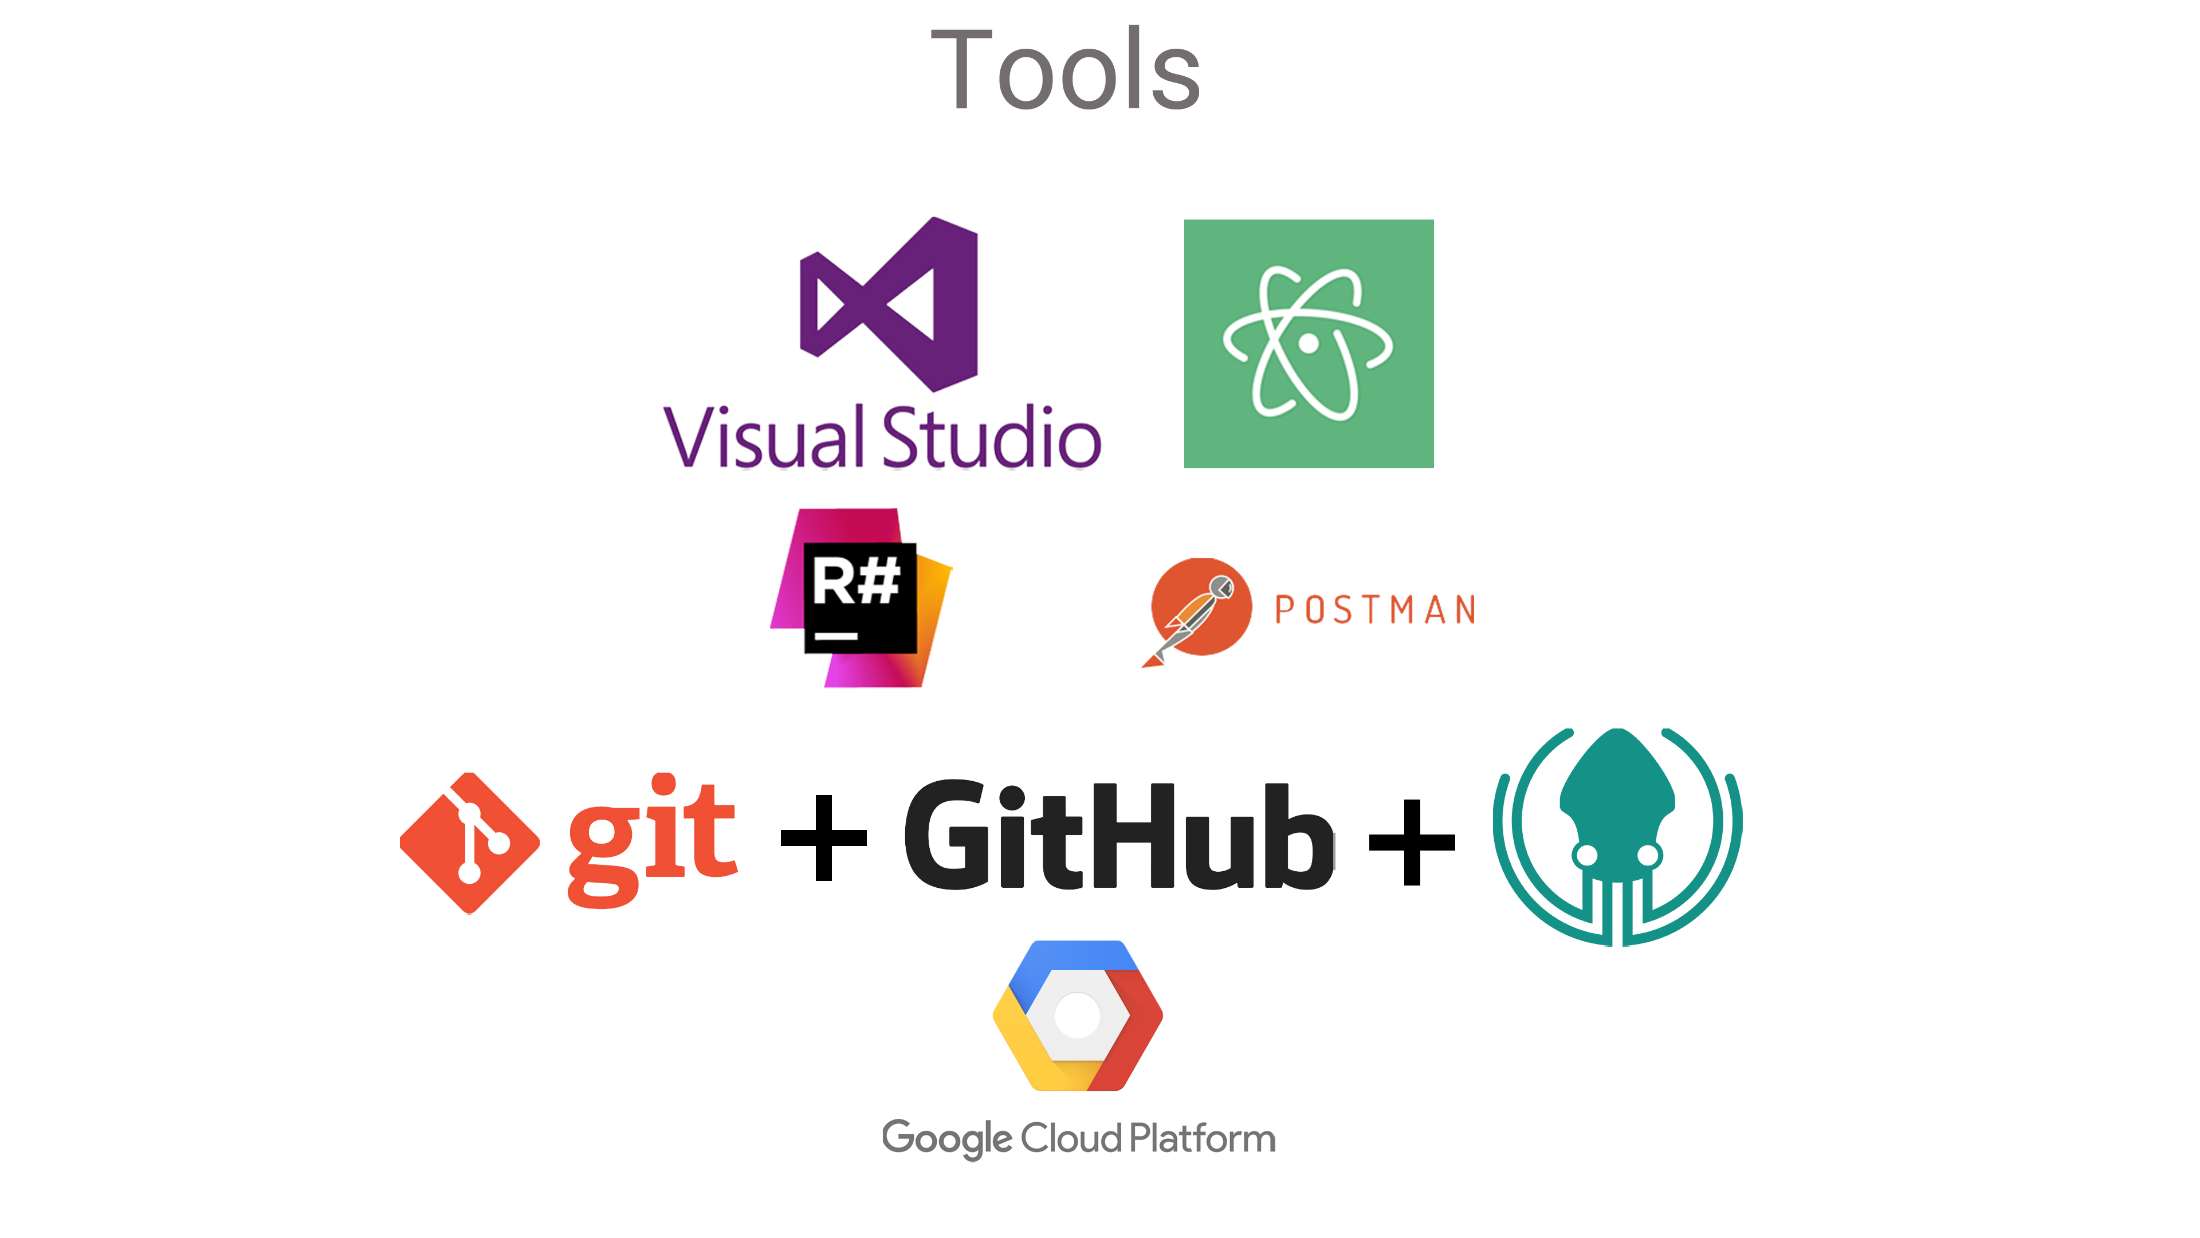 Tools
Visual Studio
R#
POSTMAN
git + GitHub +
Google Cloud Platform